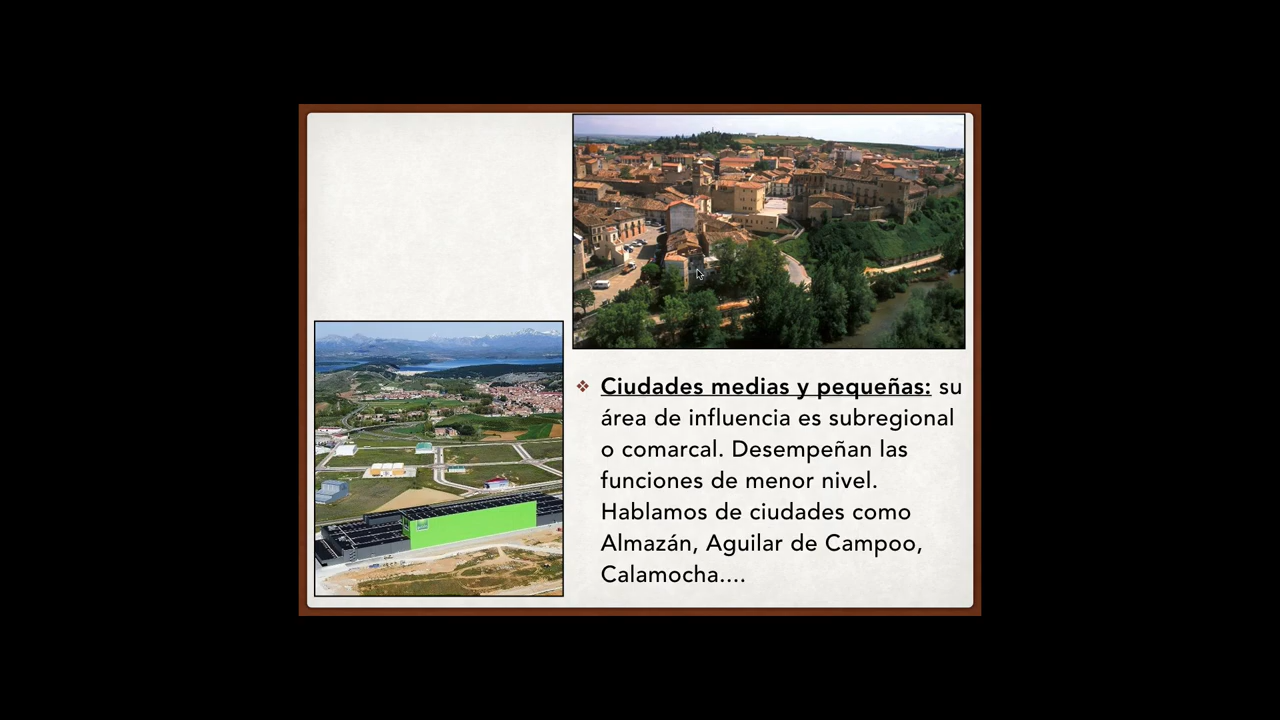 Ciudades medias y pequeñas: su
área de influencia es subregional
o comarcal. Desempeñan las
funciones de menor nivel.
Hablamos de ciudades como
Almazán, Aguilar de Campoo,
Calamocha....